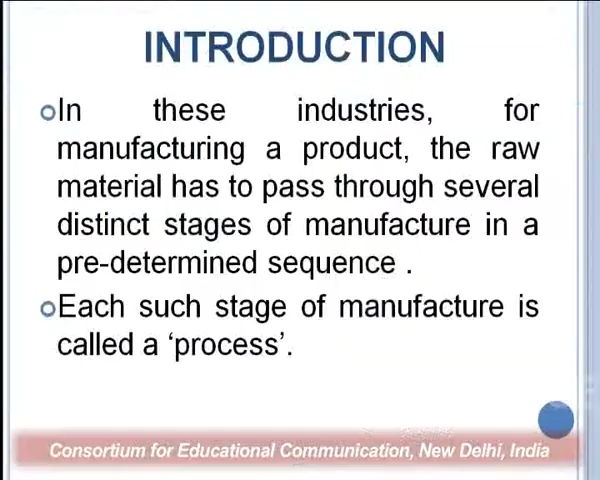 INTRODUCTION
In these industries, for
manufacturing a product, the raw
material has to pass through several
distinct stages of manufacture in a
pre-determined sequence .
Each such stage of manufacture is
called a ‘process’.
Consortium for Educational Communication, New Delhi, India